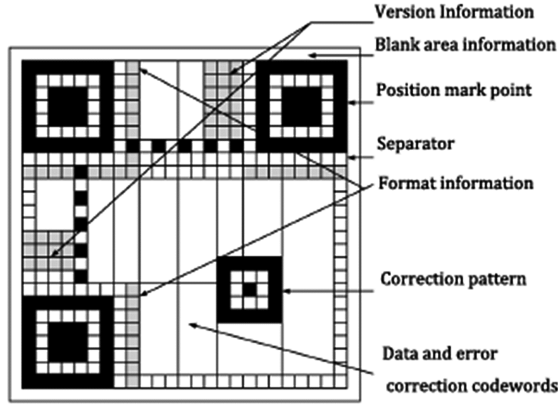 Version Information
Blank area information
Position mark point
Separator
Format information
Correction pattern
Data and error
correction codewords